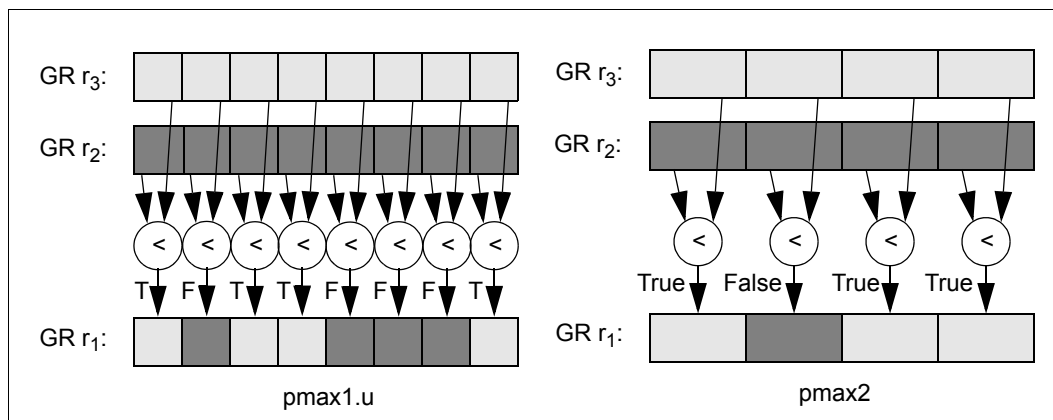 GR r3:
GR r2:
< < < < < < < <
T F T T F F F T
GR r1:
pmax1.u
GR r3:
GR r2:
< < < <
True False True True
GR r1:
pmax2